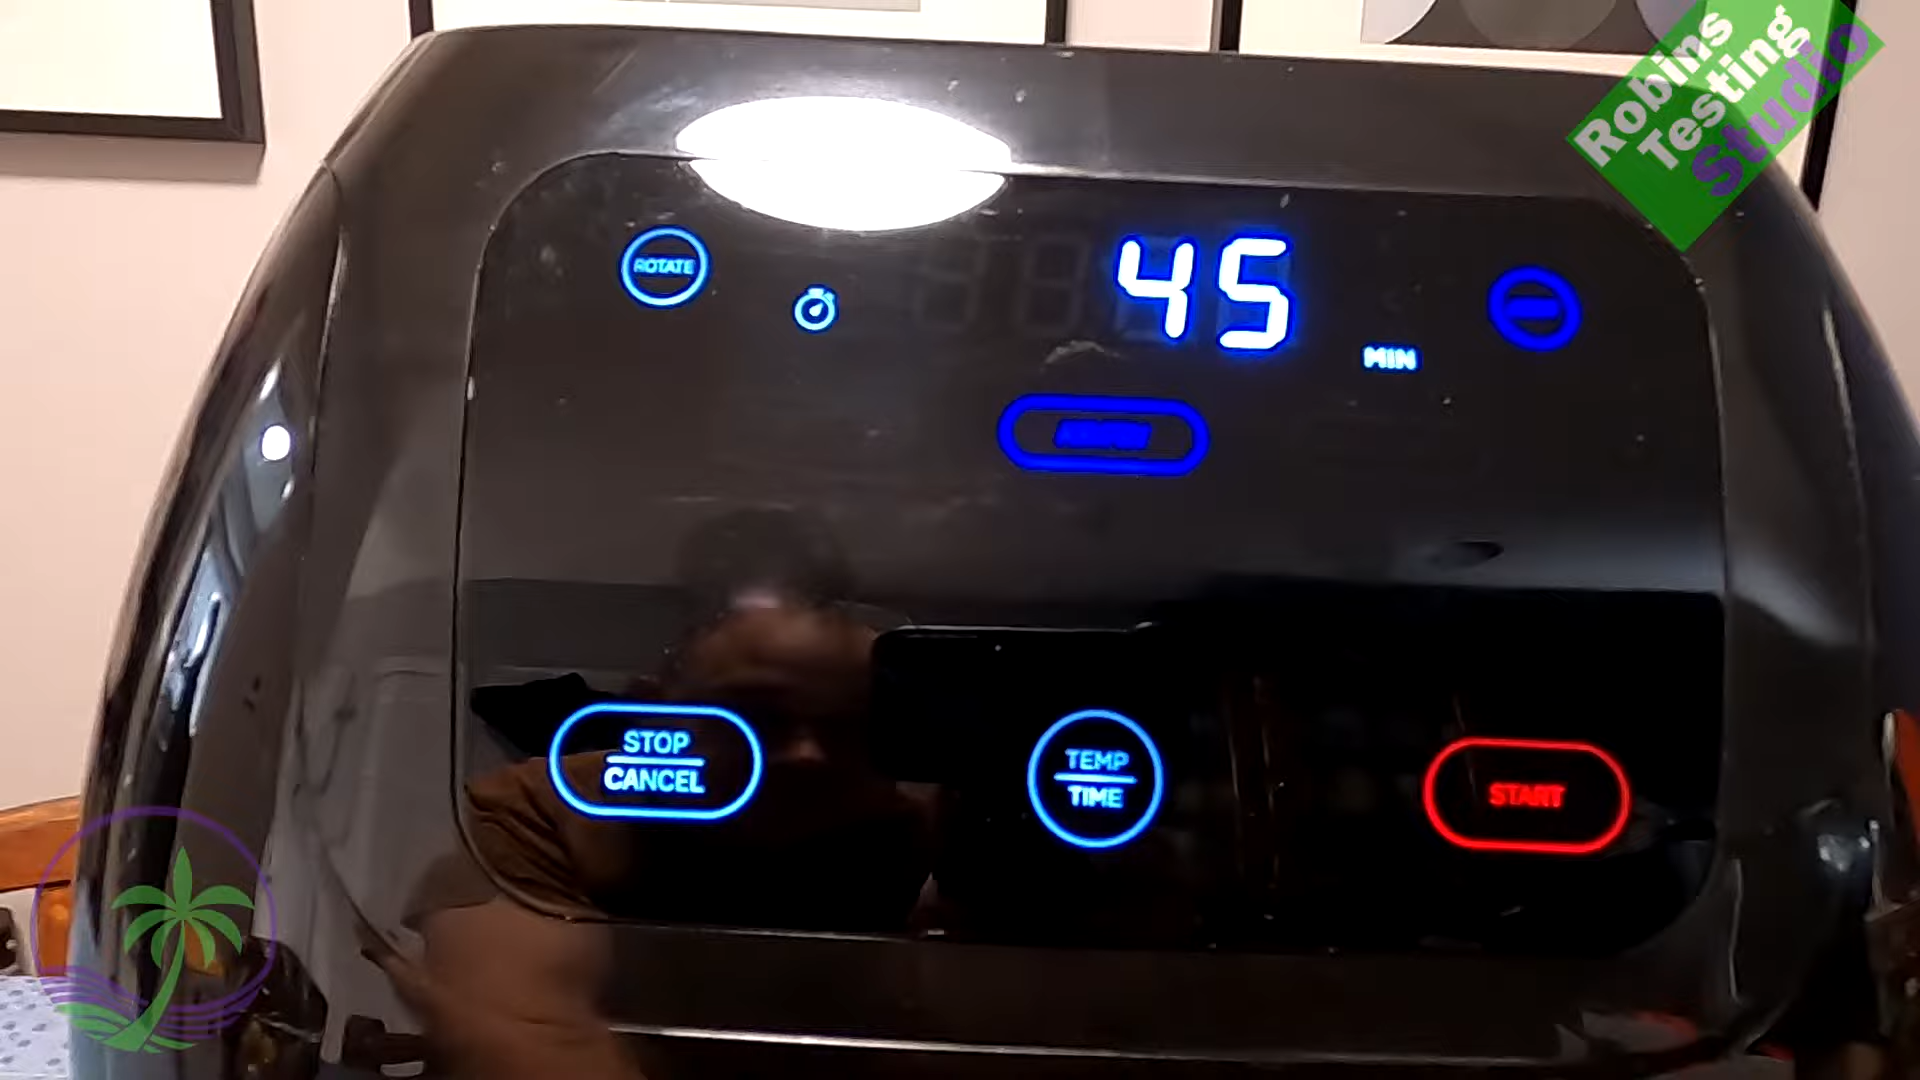 Robins
Testing
Studio
ROTATE
45
MIN
STOP
CANCEL
TEMP
TIME
START